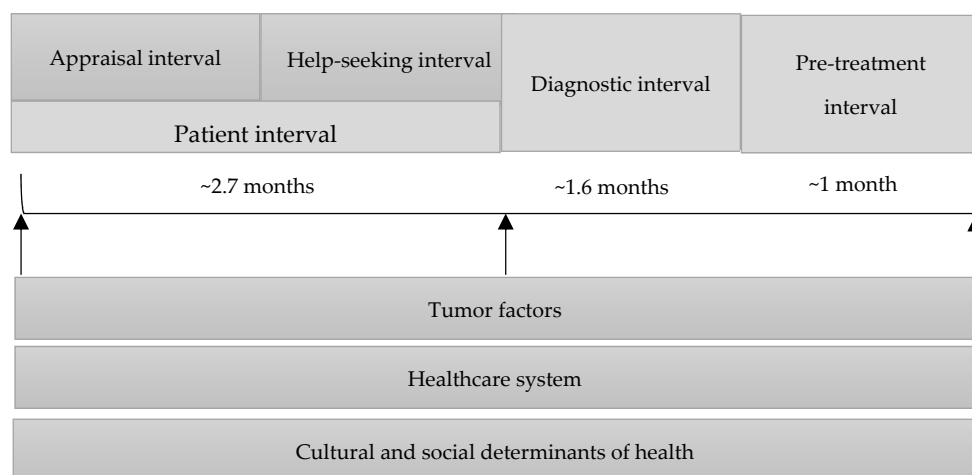 Appraisal interval
Help-seeking interval
Diagnostic interval
Pre-treatment
interval
Patient interval
~2.7 months
~1.6 months
~1 month
Tumor factors
Healthcare system
Cultural and social determinants of health